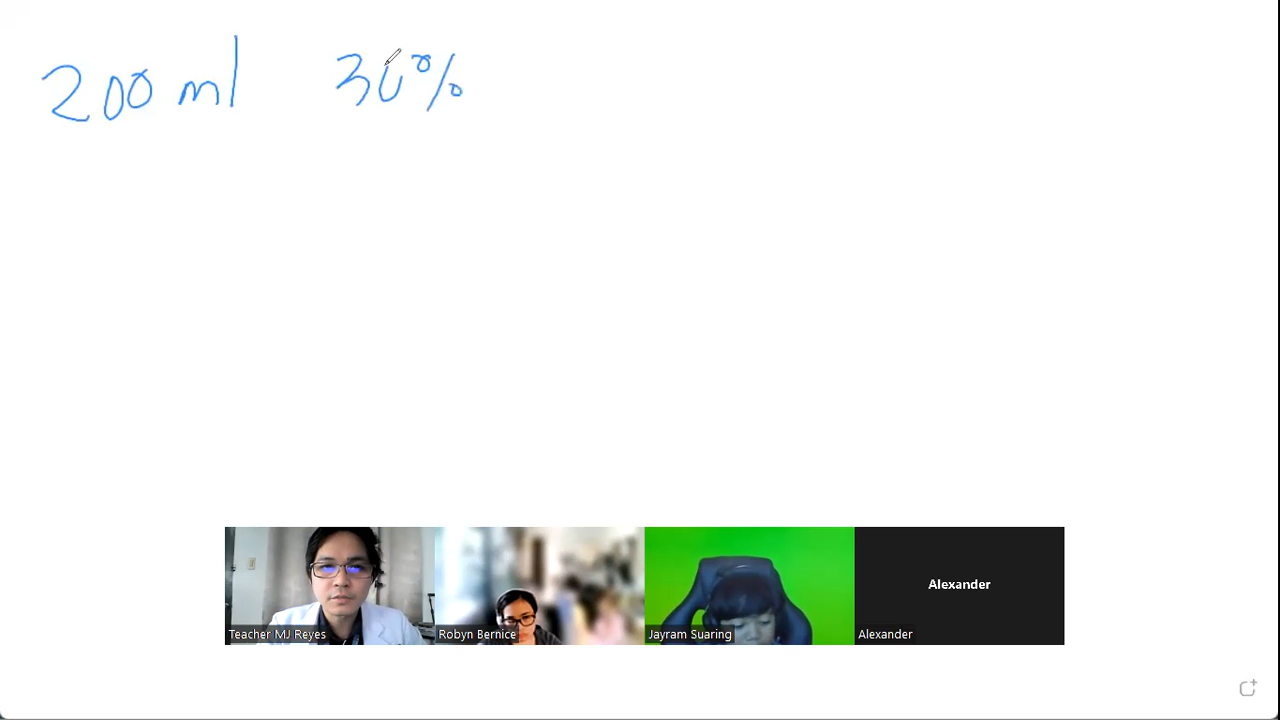 200 ml 30%
Alexander
Teacher MJ Reyes Robyn Bernice Jayram Suaring Alexander